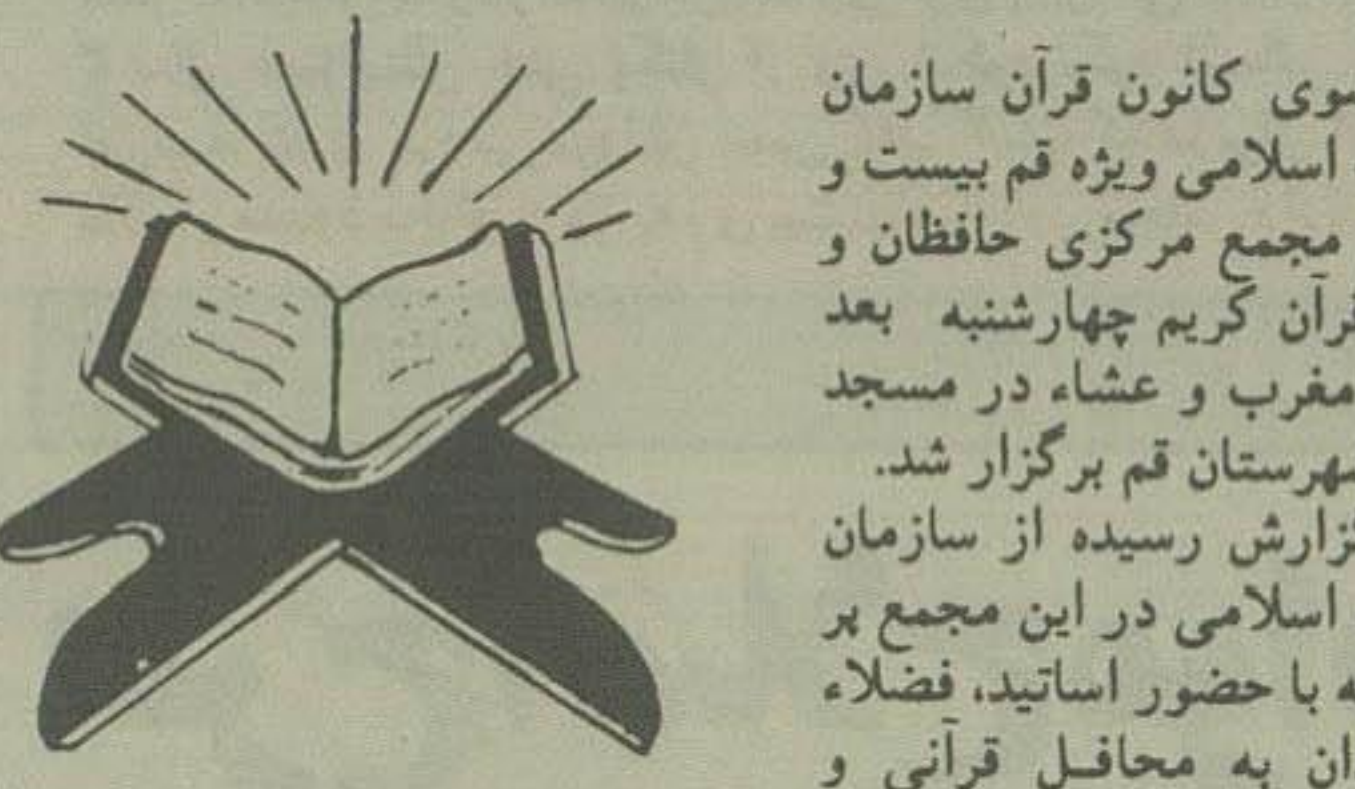 سوی کانون قرآن سازمان
اسلامی ویژه قم بیست و
مجمع مرکزی حافظان و
قرآن کریم چهارشنبه بعد
مغرب و عشاء در مسجد
شهرستان قم برگزار شد.
گزارش رسیده از سازمان
اسلامی در این مجمع پر
با حضور اساتید، فضلاء
به محافل قرآنی و